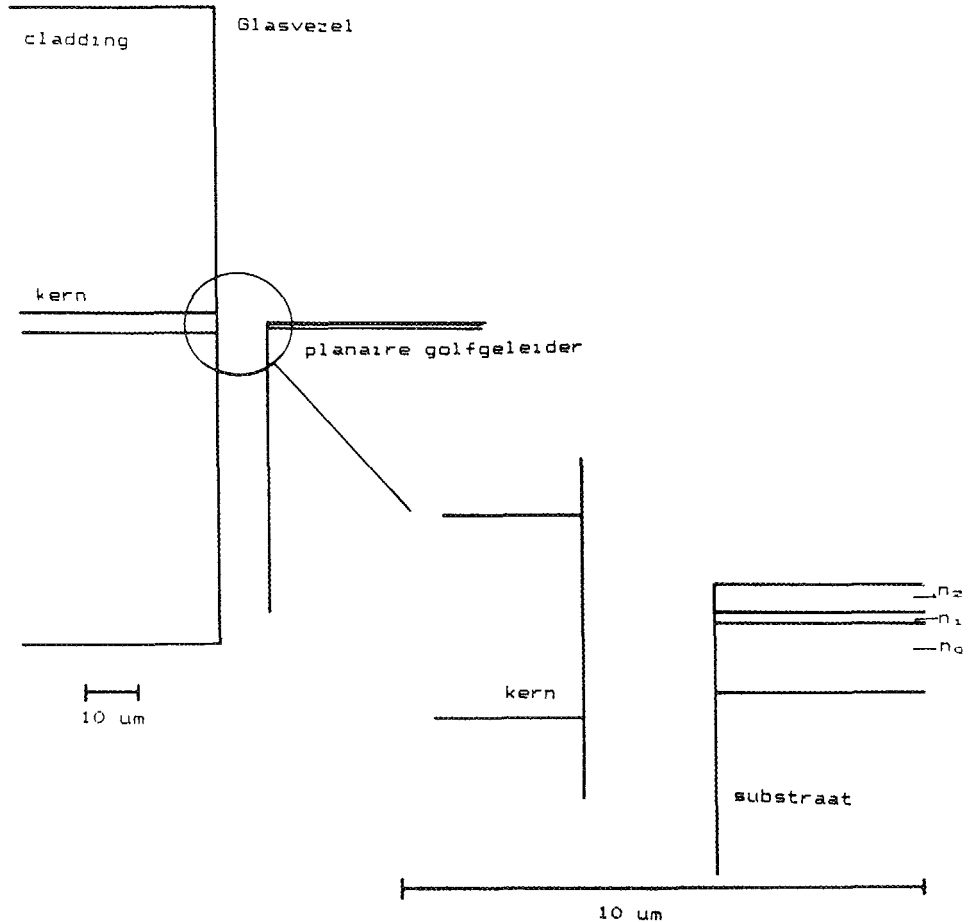 Glasvezel
cladding
kern
planaire golfgeleider
n2
n1
n0
kern
10 um
substraat
10 um